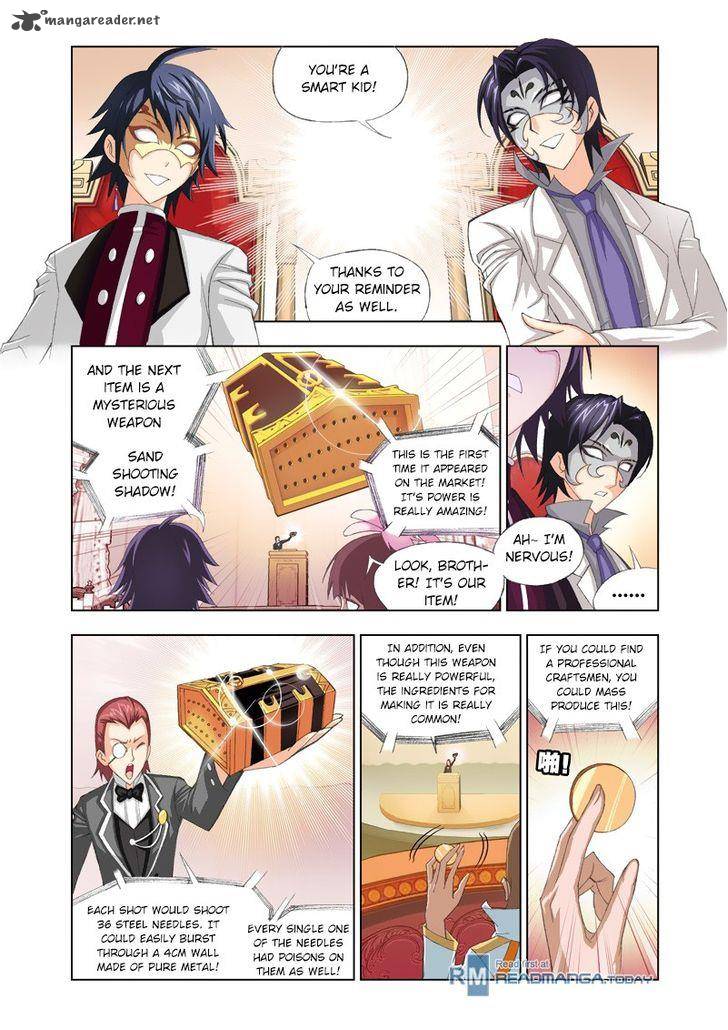 mangareader.net
YOU'RE A
SMART KID!
THANKS TO
YOUR REMINDER
AS WELL.
AND THE NEXT
ITEM IS A
MYSTERIOUS
WEAPON
SAND
SHOOTING
SHADOW!
THIS IS THE FIRST
TIME IT APPEARED
ON THE MARKET!
IT'S POWER IS
REALLY AMAZING!
LOOK, BROTH-
ER! IT'S OUR
ITEM!
AH~ I'M
NERVOUS!
......
EACH SHOT WOULD SHOOT
36 STEEL NEEDLES. IT
COULD EASILY BURST
THROUGH A 4CM WALL
MADE OF PURE METAL!
EVERY SINGLE ONE
OF THE NEEDLES
HAD POISONS ON
THEM AS WELL!
IN ADDITION, EVEN
THOUGH THIS WEAPON
IS REALLY POWERFUL,
THE INGREDIENTS FOR
MAKING IT IS REALLY
COMMON!
IF YOU COULD FIND
A PROFESSIONAL
CRAFTSMEN, YOU
COULD MASS
PRODUCE THIS!
啪!
Read first at
RM READMANGA.TODAY